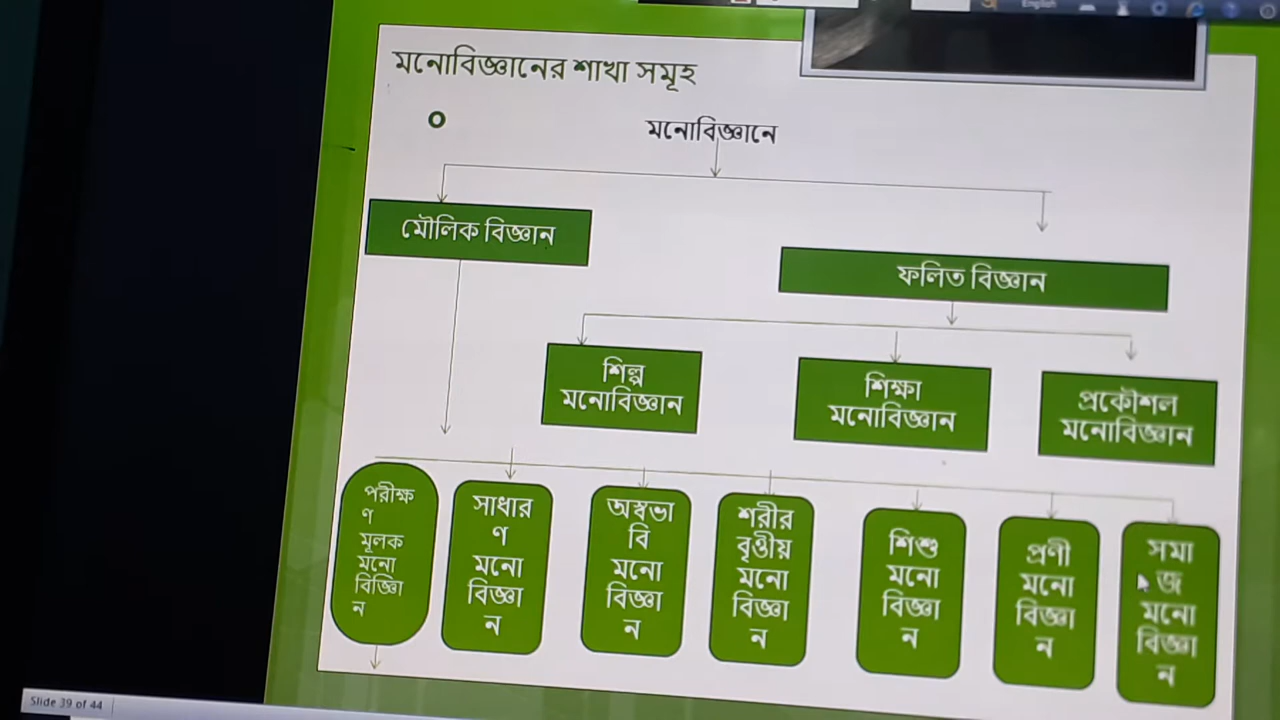 English
মনোবিজ্ঞানের শাখা সমূহ
মনোবিজ্ঞানে
মৌলিক বিজ্ঞান
ফলিত বিজ্ঞান
শিল্প
মনোবিজ্ঞান
শিক্ষা
মনোবিজ্ঞান
প্রকৌশল
মনোবিজ্ঞান
পরীক্ষ
ণ
মূলক
মনো
বিজ্ঞিা
ন
সাধার
ণ
মনো
বিজ্ঞা
ন
অস্বভা
বি
মনো
বিজ্ঞা
ন
শরীর
বৃত্তীয়
মনো
বিজ্ঞা
ন
শিশু
মনো
বিজ্ঞা
ন
প্রণী
মনো
বিজ্ঞা
ন
সমা
জ
মনো
বিজ্ঞা
ন
Slide 39 of 44